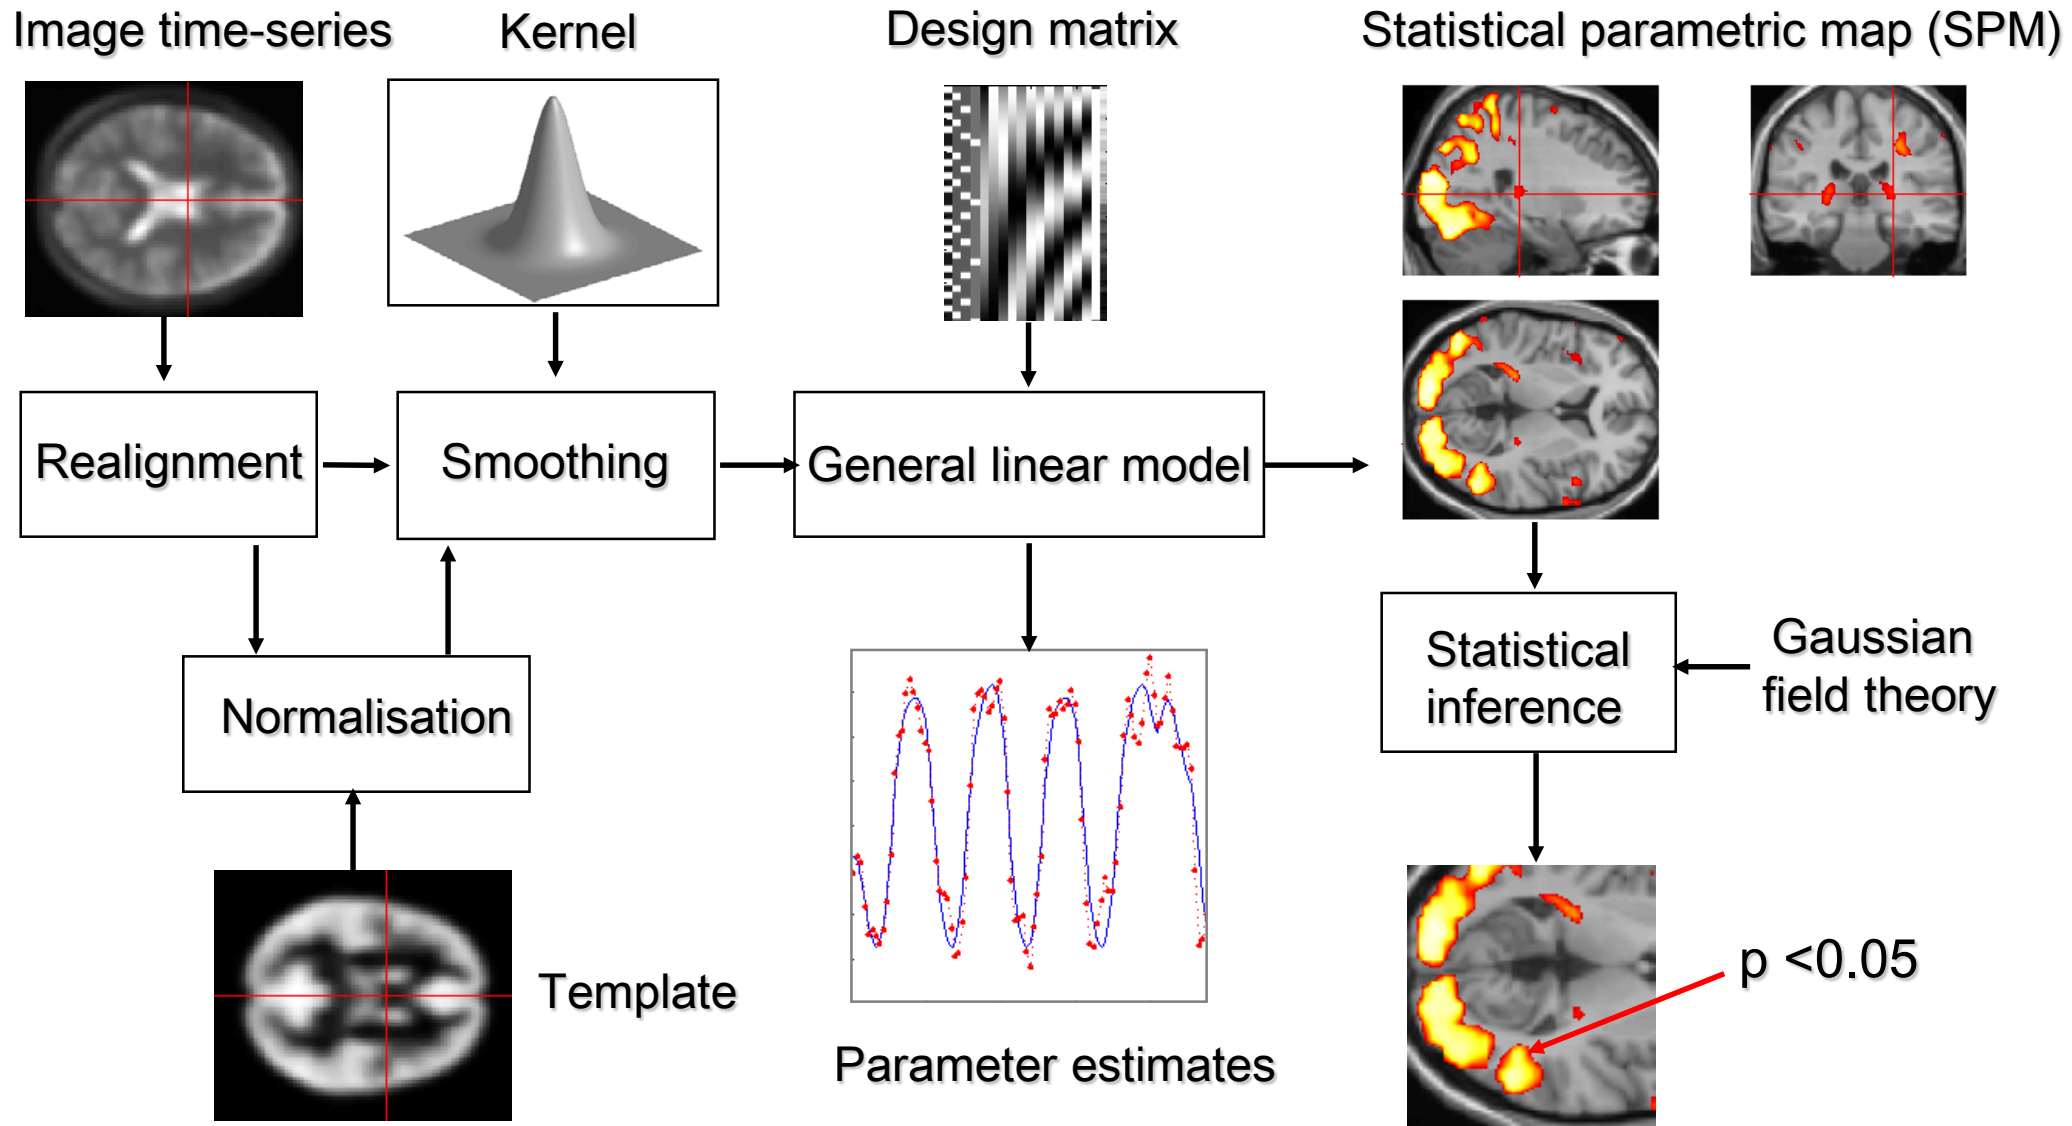 Image time-series
Kernel
Design matrix
Statistical parametric map (SPM)
Realignment
Smoothing
General linear model
Statistical
inference
Gaussian
field theory
Normalisation
Template
Parameter estimates
p <0.05